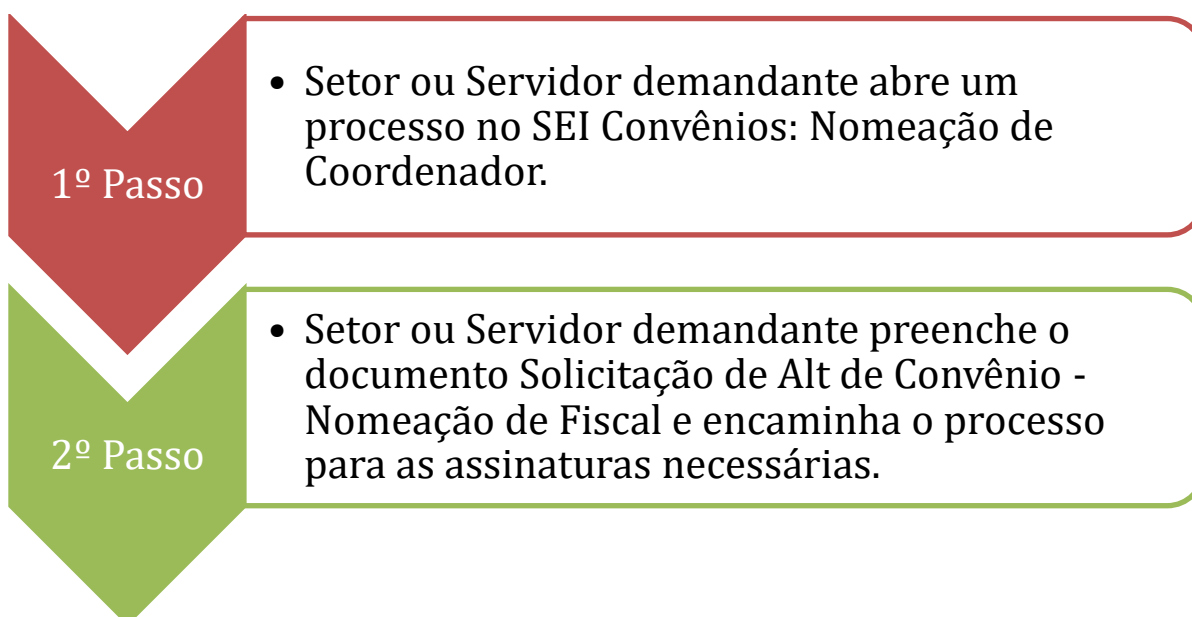 1º Passo
• Setor ou Servidor demandante abre um
processo no SEI Convênios: Nomeação de
Coordenador.
2º Passo
• Setor ou Servidor demandante preenche o
documento Solicitação de Alt de Convênio -
Nomeação de Fiscal e encaminha o processo
para as assinaturas necessárias.